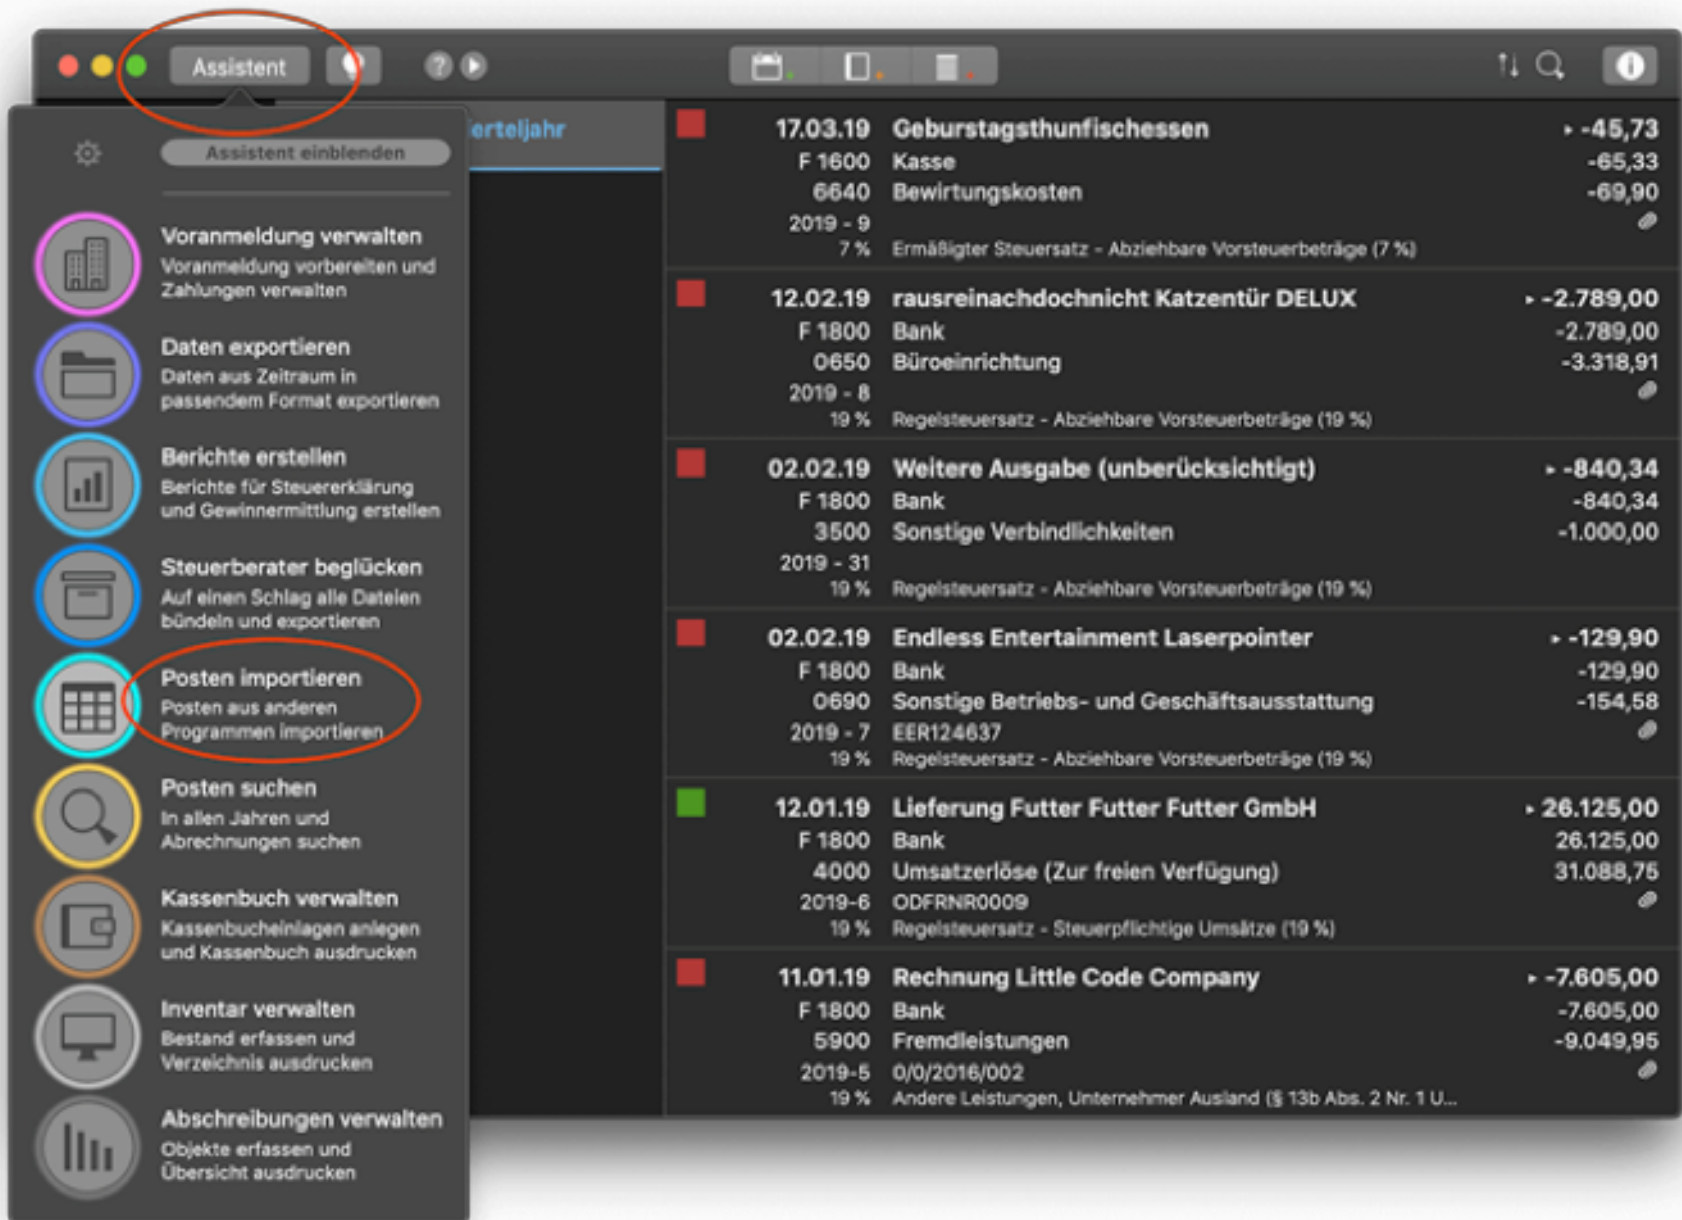 Assistent
?
Assistent einblenden
Voranmeldung verwalten
Voranmeldung vorbereiten und
Zahlungen verwalten
Daten exportieren
Daten aus Zeitraum in
passendem Format exportieren
Berichte erstellen
Berichte für Steuererklärung
und Gewinnermittlung erstellen
Steuerberater beglücken
Auf einen Schlag alle Dateien
bündeln und exportieren
Posten importieren
Posten aus anderen
Programmen importieren
Posten suchen
In allen Jahren und
Abrechnungen suchen
Kassenbuch verwalten
Kassenbucheinlagen anlegen
und Kassenbuch ausdrucken
Inventar verwalten
Bestand erfassen und
Verzeichnis ausdrucken
Abschreibungen verwalten
Objekte erfassen und
Übersicht ausdrucken
erteljahr
17.03.19 Geburstagsthunfischessen -45,73
F 1600 Kasse -65,33
6640 Bewirtungskosten -69,90
2019 - 9
7 % Ermäßigter Steuersatz - Abziehbare Vorsteuerbeträge (7 %)
12.02.19 rausreinachdochnicht Katzentür DELUX -2.789,00
F 1800 Bank -2.789,00
0650 Büroeinrichtung -3.318,91
2019 - 8
19 % Regelsteuersatz - Abziehbare Vorsteuerbeträge (19 %)
02.02.19 Weitere Ausgabe (unberücksichtigt) -840,34
F 1800 Bank -840,34
3500 Sonstige Verbindlichkeiten -1.000,00
2019 - 31
19 % Regelsteuersatz - Abziehbare Vorsteuerbeträge (19 %)
02.02.19 Endless Entertainment Laserpointer -129,90
F 1800 Bank -129,90
0690 Sonstige Betriebs- und Geschäftsausstattung -154,58
2019 - 7 EER124637
19 % Regelsteuersatz - Abziehbare Vorsteuerbeträge (19 %)
12.01.19 Lieferung Futter Futter Futter GmbH 26.125,00
F 1800 Bank 26.125,00
4000 Umsatzerlöse (Zur freien Verfügung) 31.088,75
2019-6 ODFRNR0009
19 % Regelsteuersatz - Steuerpflichtige Umsätze (19 %)
11.01.19 Rechnung Little Code Company -7.605,00
F 1800 Bank -7.605,00
5900 Fremdleistungen -9.049,95
2019-5 0/0/2016/002
19 % Andere Leistungen, Unternehmer Ausland (§ 13b Abs. 2 Nr. 1 U...